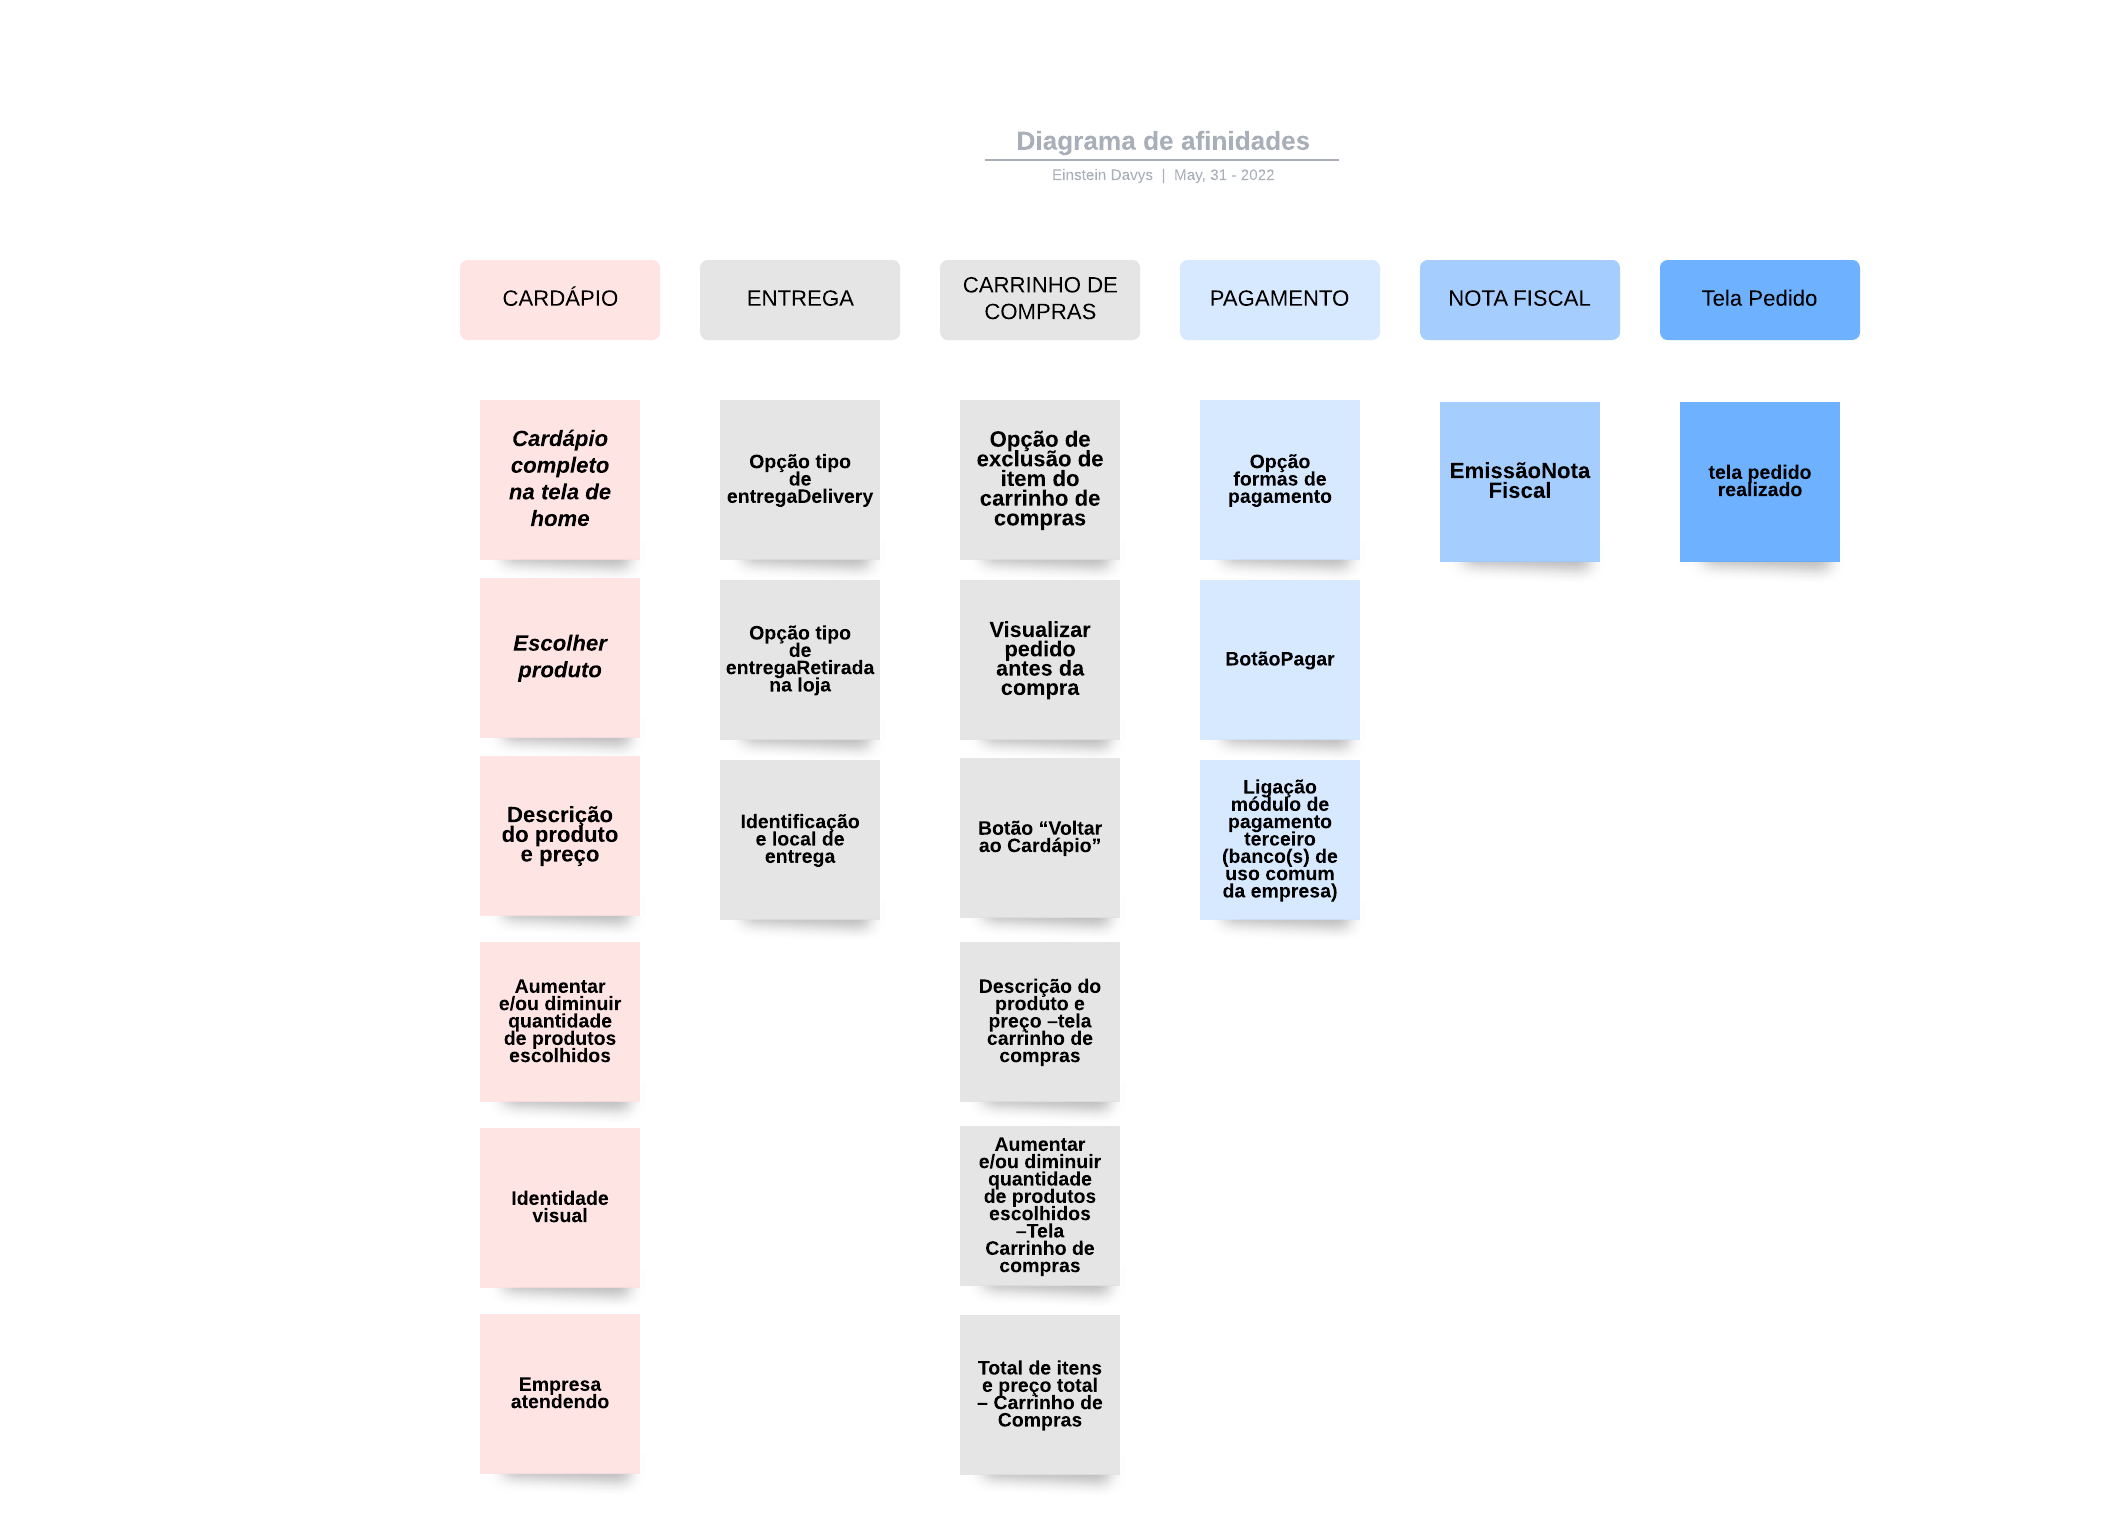 Diagrama de afinidades
Einstein Davys | May, 31 - 2022
CARDÁPIO
ENTREGA
CARRINHO DE
COMPRAS
PAGAMENTO
NOTA FISCAL
Tela Pedido
Cardápio
completo
na tela de
home
Escolher
produto
Descrição
do produto
e preço
Aumentar
e/ou diminuir
quantidade
de produtos
escolhidos
Identidade
visual
Empresa
atendendo
Opção tipo
de
entregaDelivery
Opção tipo
de
entregaRetirada
na loja
Identificação
e local de
entrega
Opção de
exclusão de
item do
carrinho de
compras
Visualizar
pedido
antes da
compra
Botão “Voltar
ao Cardápio”
Descrição do
produto e
preço –tela
carrinho de
compras
Aumentar
e/ou diminuir
quantidade
de produtos
escolhidos
–Tela
Carrinho de
compras
Total de itens
e preço total
– Carrinho de
Compras
Opção
formas de
pagamento
BotãoPagar
Ligação
módulo de
pagamento
terceiro
(banco(s) de
uso comum
da empresa)
EmissãoNota
Fiscal
tela pedido
realizado